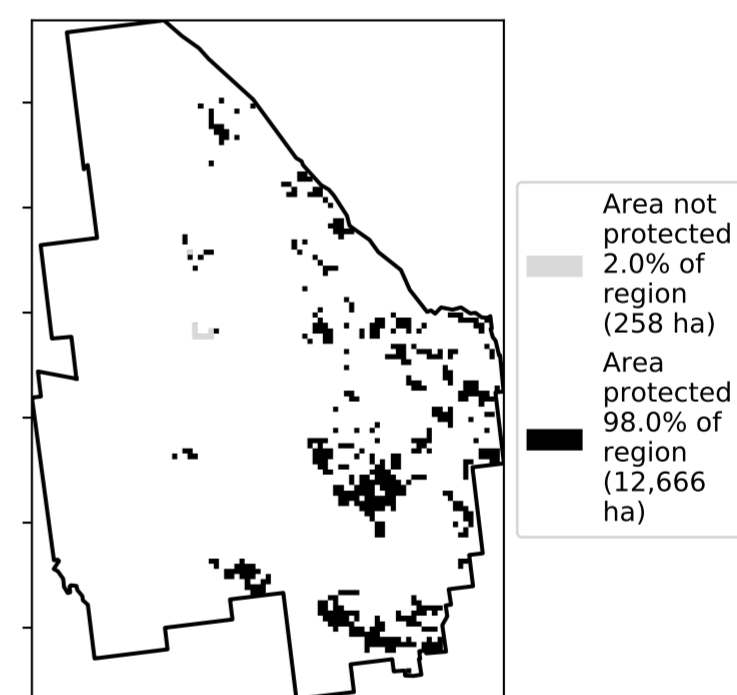 Area not
protected
2.0% of
region
(258 ha)
Area
protected
98.0% of
region
(12,666
ha)